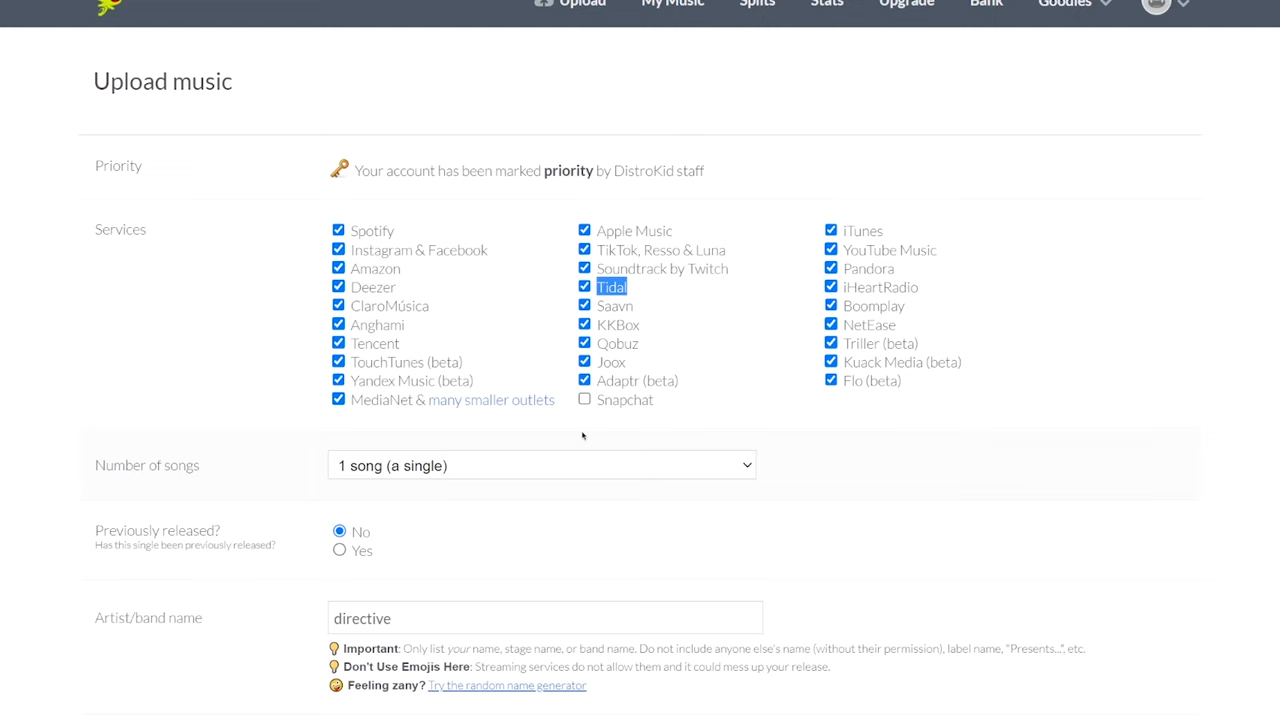 Upload My Music Splits Stats Upgrade Bank Goodies
Upload music
Priority
Your account has been marked priority by DistroKid staff
Services
Spotify Apple Music iTunes
Instagram & Facebook TikTok, Resso & Luna YouTube Music
Amazon Soundtrack by Twitch Pandora
Deezer Tidal iHeartRadio
ClaroMúsica Saavn Boomplay
Anghami KKBox NetEase
Tencent Qobuz Triller (beta)
TouchTunes (beta) Joox Kuack Media (beta)
Yandex Music (beta) Adaptr (beta) Flo (beta)
MediaNet & many smaller outlets Snapchat
Number of songs 1 song (a single)
Previously released? No
Has this single been previously released? Yes
Artist/band name directive
Important: Only list your name, stage name, or band name. Do not include anyone else's name (without their permission), label name, "Presents...", etc.
Don't Use Emojis Here: Streaming services do not allow them and it could mess up your release.
Feeling zany? Try the random name generator